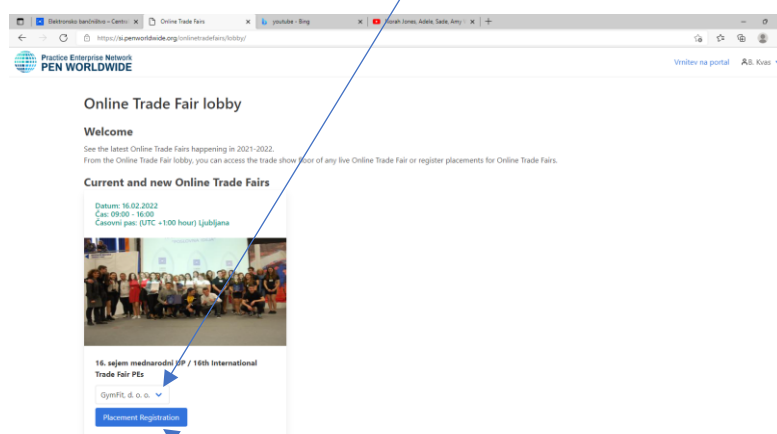 Elektronsko bančništvo – Central
Online Trade Fairs
youtube - Bing
Norah Jones, Adele, Sade, Amy
https://si.penworldwide.org/onlinetradefairs/lobby/
Practice Enterprise Network
PEN WORLDWIDE
Vrnitev na portal
B. Kvas
Online Trade Fair lobby
Welcome
See the latest Online Trade Fairs happening in 2021-2022.
From the Online Trade Fair lobby, you can access the trade show floor of any live Online Trade Fair or register placements for Online Trade Fairs.
Current and new Online Trade Fairs
Datum: 16.02.2022
Čas: 09:00 - 16:00
Časovni pas: (UTC +1:00 hour) Ljubljana
16. sejem mednarodni UP / 16th International
Trade Fair PEs
GymFit, d. o. o.
Placement Registration